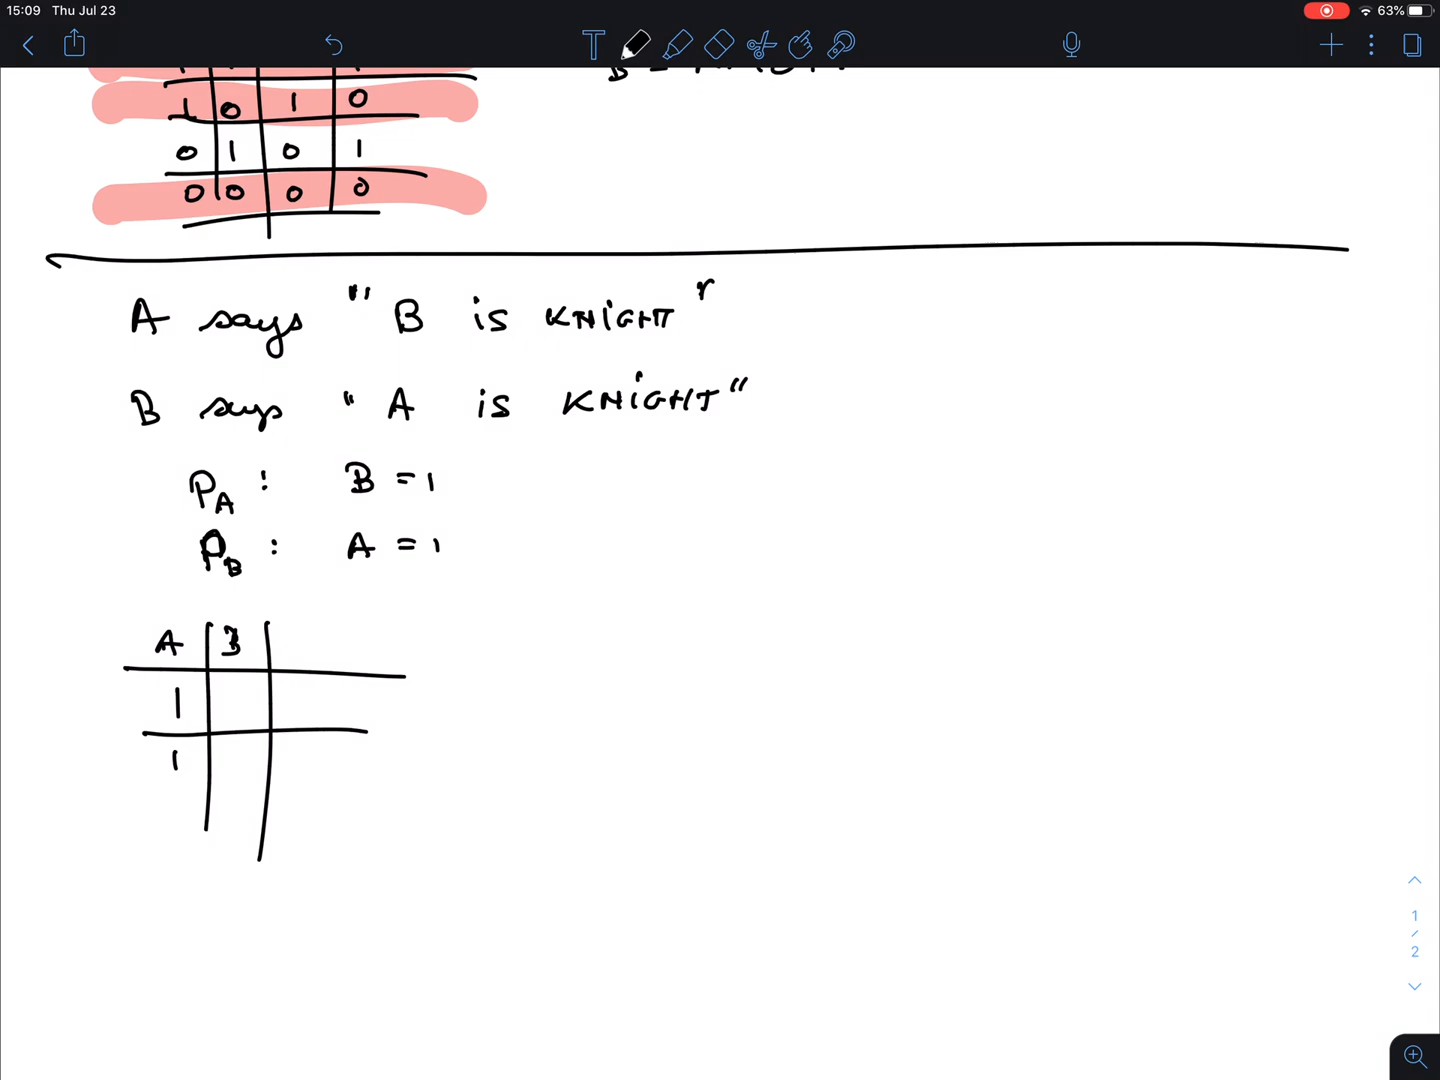 15:09 Thu Jul 23 63%
1 0 1 0
0 1 0 1
0 0 0 0
A says " B is KNIGHT "
B says " A is KNIGHT "
PA : B = 1
PB : A = 1
A B
1
1
1
/
2